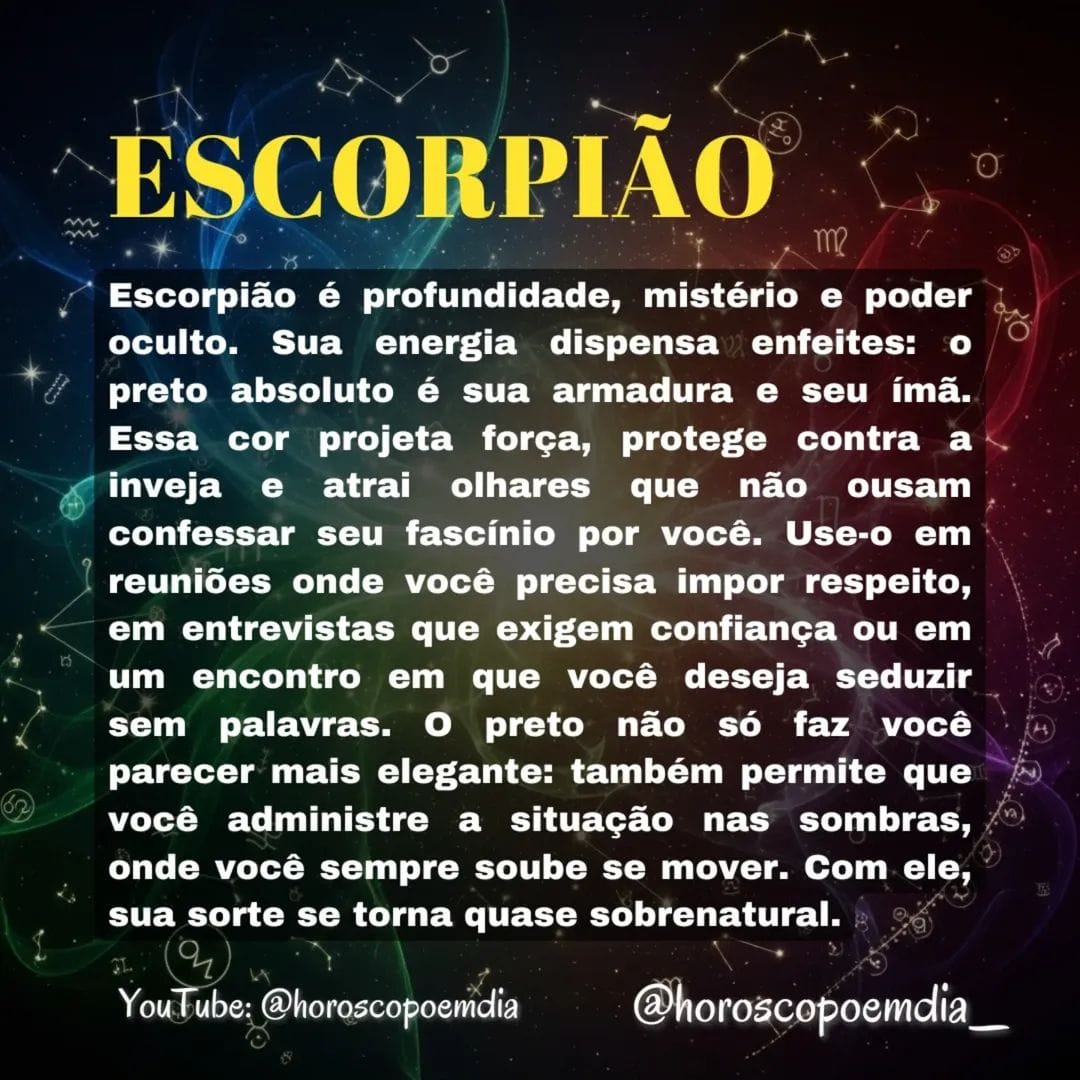 ESCORPIÃO
Escorpião é profundidade, mistério e poder
oculto. Sua energia dispensa enfeites: o
preto absoluto é sua armadura e seu ímã.
Essa cor projeta força, protege contra a
inveja e atrai olhares que não ousam
confessar seu fascínio por você. Use-o em
reuniões onde você precisa impor respeito,
em entrevistas que exigem confiança ou em
um encontro em que você deseja seduzir
sem palavras. O preto não só faz você
parecer mais elegante: também permite que
você administre a situação nas sombras,
onde você sempre soube se mover. Com ele,
sua sorte se torna quase sobrenatural.
YouTube: @horoscopoemdia
@horoscopoemdia_